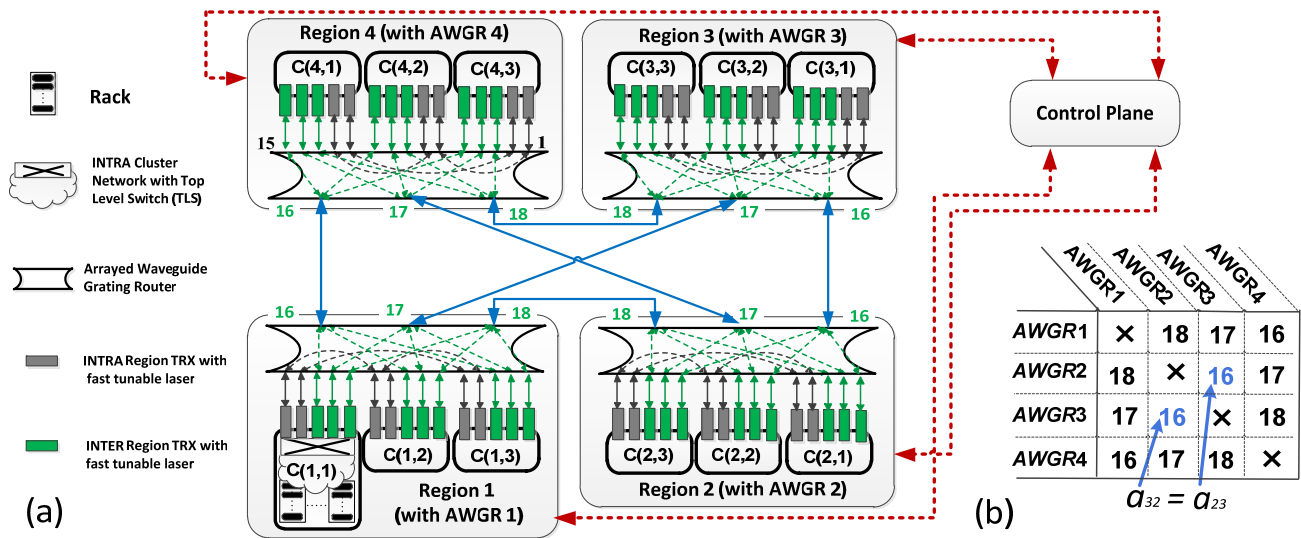 Rack
INTRA Cluster
Network with Top
Level Switch (TLS)
Arrayed Waveguide
Grating Router
INTRA Region TRX with
fast tunable laser
INTER Region TRX with
fast tunable laser
(a)
Region 4 (with AWGR 4)
C(4,1) C(4,2) C(4,3)
15 1
16 17 18
Region 3 (with AWGR 3)
C(3,3) C(3,2) C(3,1)
18 17 16
Control Plane
16 17 18
C(1,1) C(1,2) C(1,3)
Region 1
(with AWGR 1)
18 17 16
C(2,3) C(2,2) C(2,1)
Region 2 (with AWGR 2)
AWGR1 AWGR2 AWGR3 AWGR4
AWGR1 × 18 17 16
AWGR2 18 × 16 17
AWGR3 17 16 × 18
AWGR4 16 17 18 ×
a32 = a23
(b)